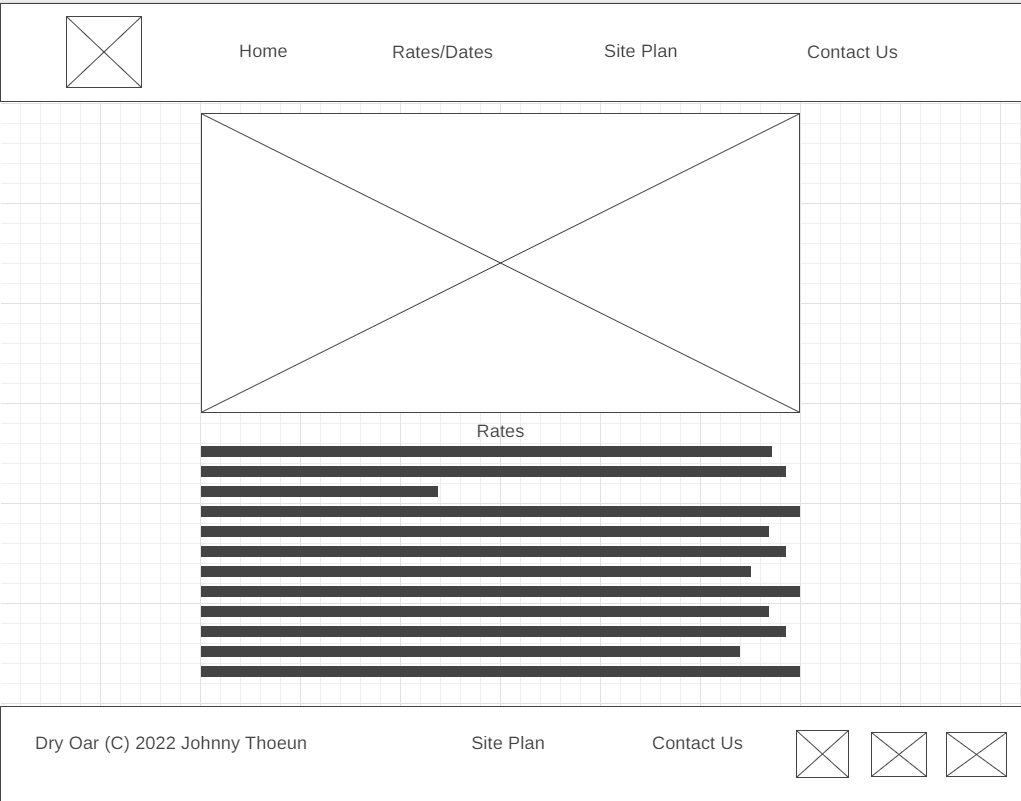 Home Rates/Dates Site Plan Contact Us
Rates
Dry Oar (C) 2022 Johnny Thoeun Site Plan Contact Us